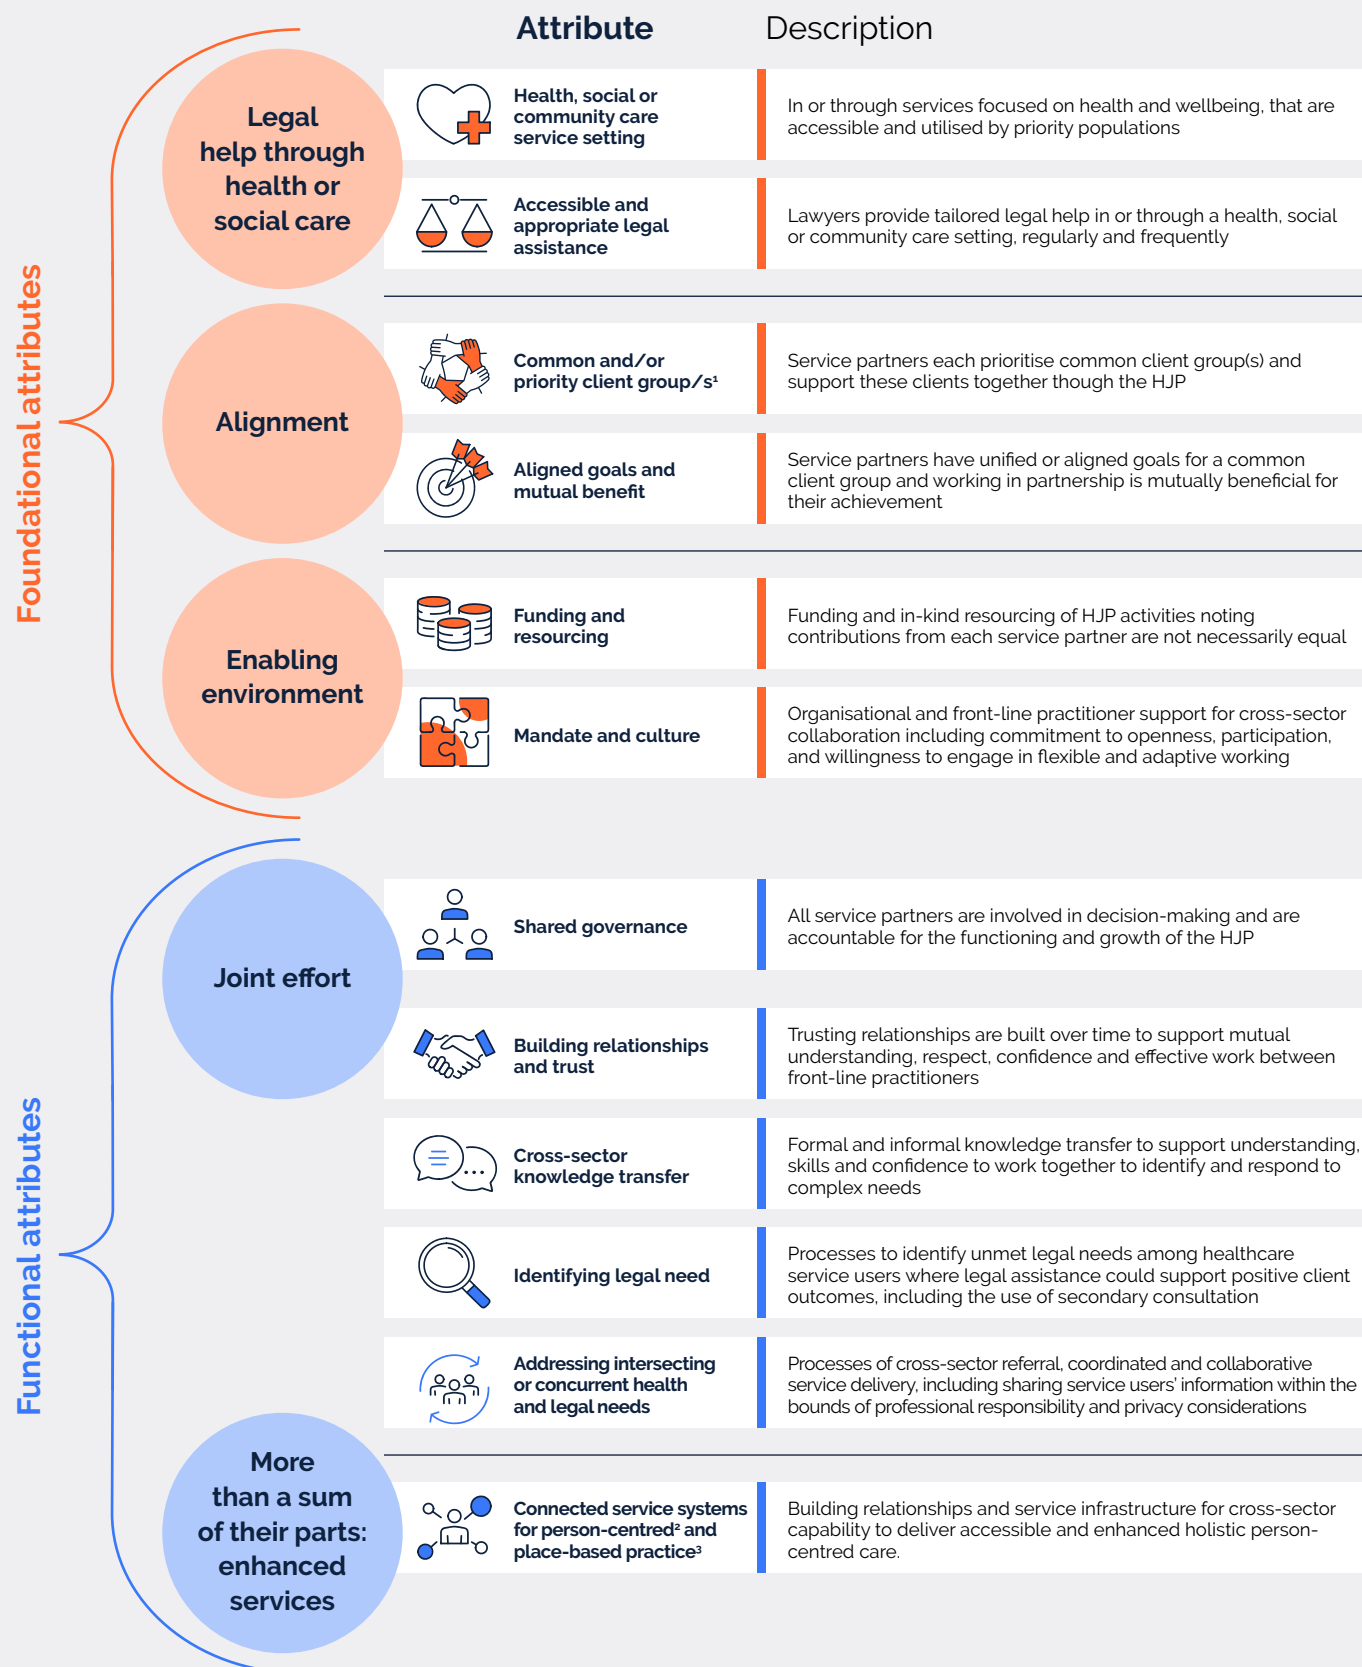 Attribute
Description
Foundational attributes
Legal
help through
health or
social care
Health, social or
community care
service setting
In or through services focused on health and wellbeing, that are
accessible and utilised by priority populations
Accessible and
appropriate legal
assistance
Lawyers provide tailored legal help in or through a health, social
or community care setting, regularly and frequently
Alignment
Common and/or
priority client group/s¹
Service partners each prioritise common client group(s) and
support these clients together though the HJP
Aligned goals and
mutual benefit
Service partners have unified or aligned goals for a common
client group and working in partnership is mutually beneficial for
their achievement
Enabling
environment
Funding and
resourcing
Funding and in-kind resourcing of HJP activities noting
contributions from each service partner are not necessarily equal
Mandate and culture
Organisational and front-line practitioner support for cross-sector
collaboration including commitment to openness, participation,
and willingness to engage in flexible and adaptive working
Functional attributes
Joint effort
Shared governance
All service partners are involved in decision-making and are
accountable for the functioning and growth of the HJP
Building relationships
and trust
Trusting relationships are built over time to support mutual
understanding, respect, confidence and effective work between
front-line practitioners
Cross-sector
knowledge transfer
Formal and informal knowledge transfer to support understanding,
skills and confidence to work together to identify and respond to
complex needs
Identifying legal need
Processes to identify unmet legal needs among healthcare
service users where legal assistance could support positive client
outcomes, including the use of secondary consultation
Addressing intersecting
or concurrent health
and legal needs
Processes of cross-sector referral, coordinated and collaborative
service delivery, including sharing service users' information within the
bounds of professional responsibility and privacy considerations
More
than a sum
of their parts:
enhanced
services
Connected service systems
for person-centred² and
place-based practice³
Building relationships and service infrastructure for cross-sector
capability to deliver accessible and enhanced holistic person-
centred care.